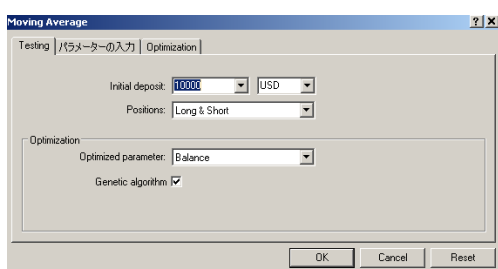 Moving Average
Testing パラメーターの入力 Optimization
Initial deposit: 10000 USD
Positions: Long & Short
Optimization
Optimized parameter: Balance
Genetic algorithm
OK Cancel Reset